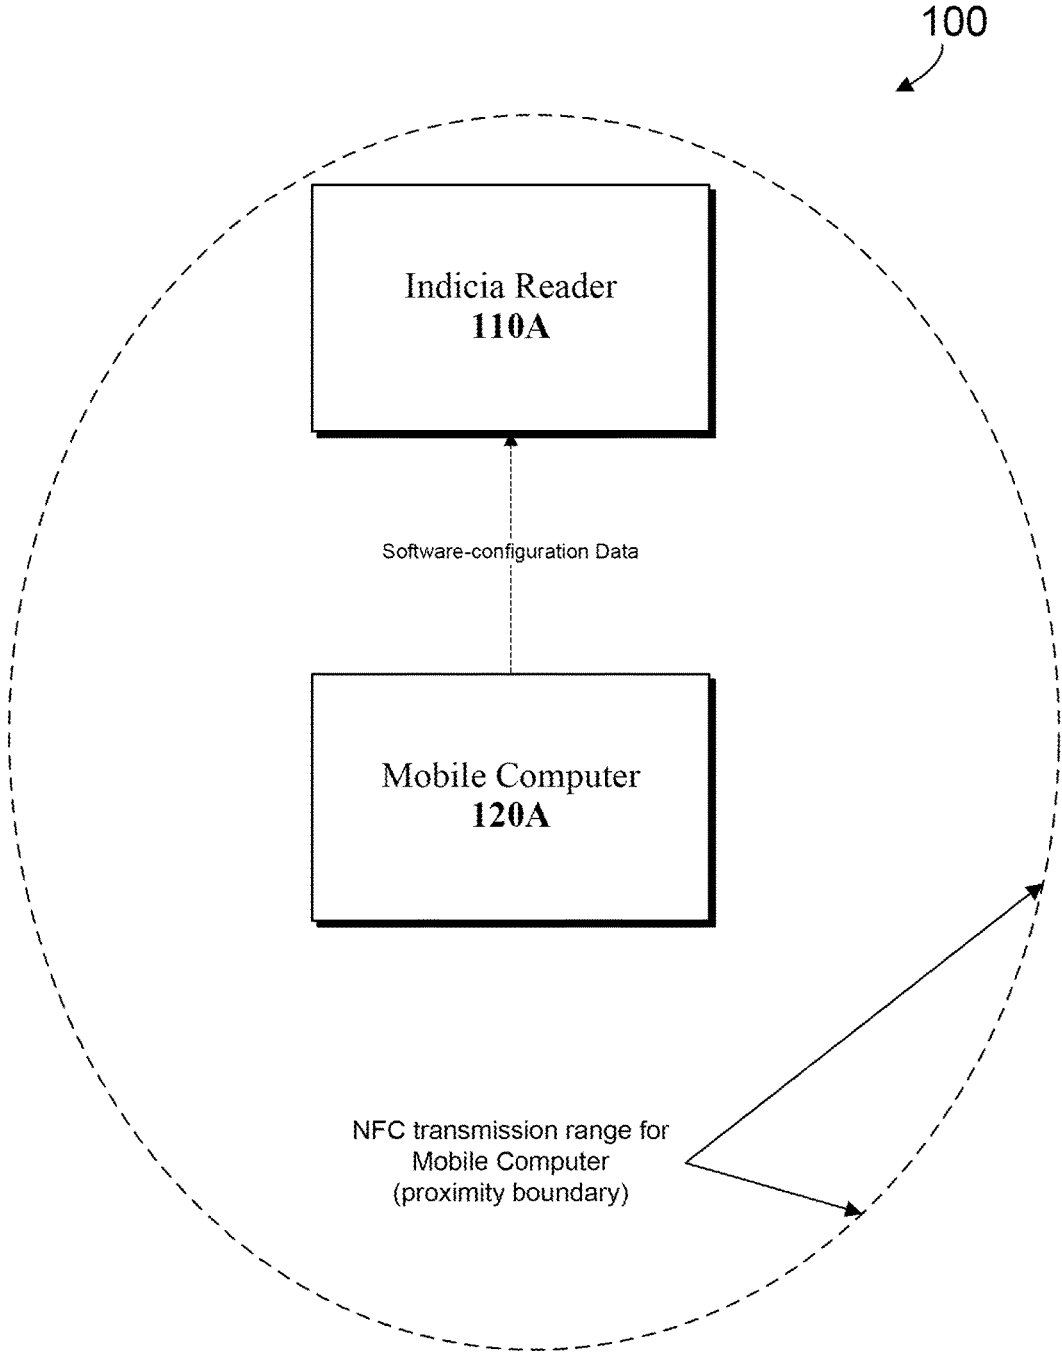 100
Indicia Reader
110A
Software-configuration Data
Mobile Computer
120A
NFC transmission range for
Mobile Computer
(proximity boundary)